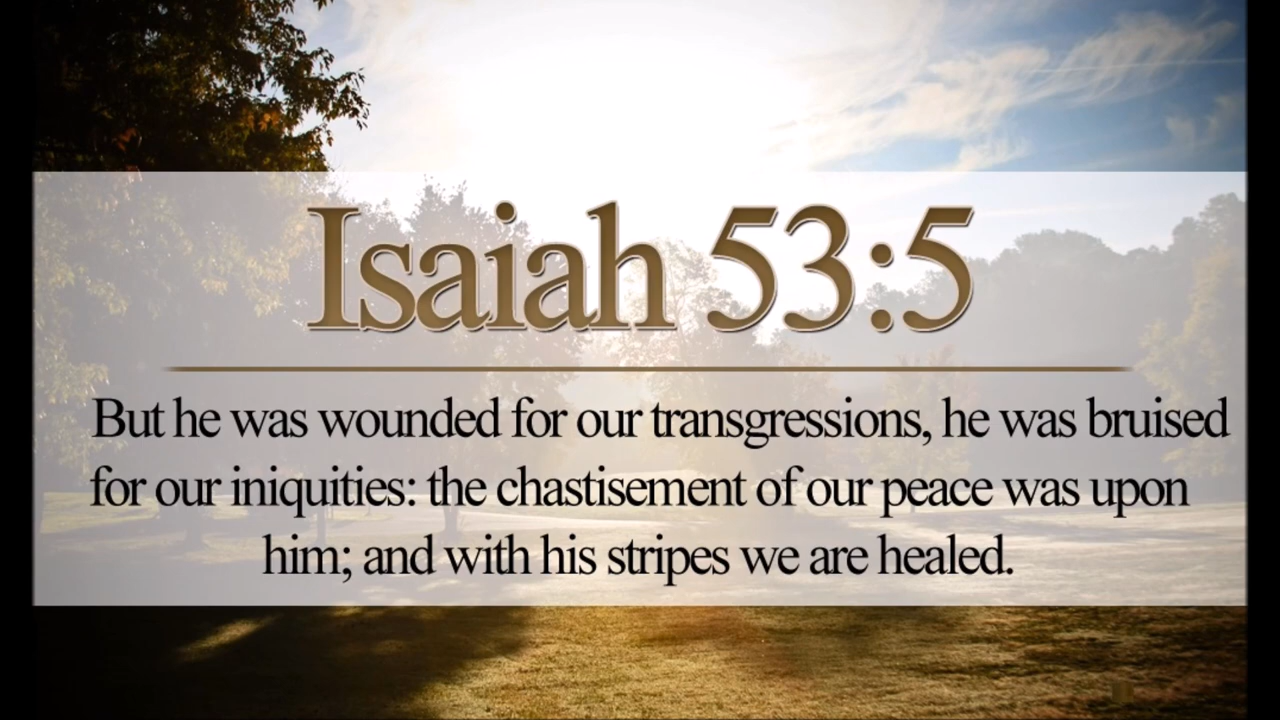 Isaiah 53:5
But he was wounded for our transgressions, he was bruised
for our iniquities: the chastisement of our peace was upon
him; and with his stripes we are healed.